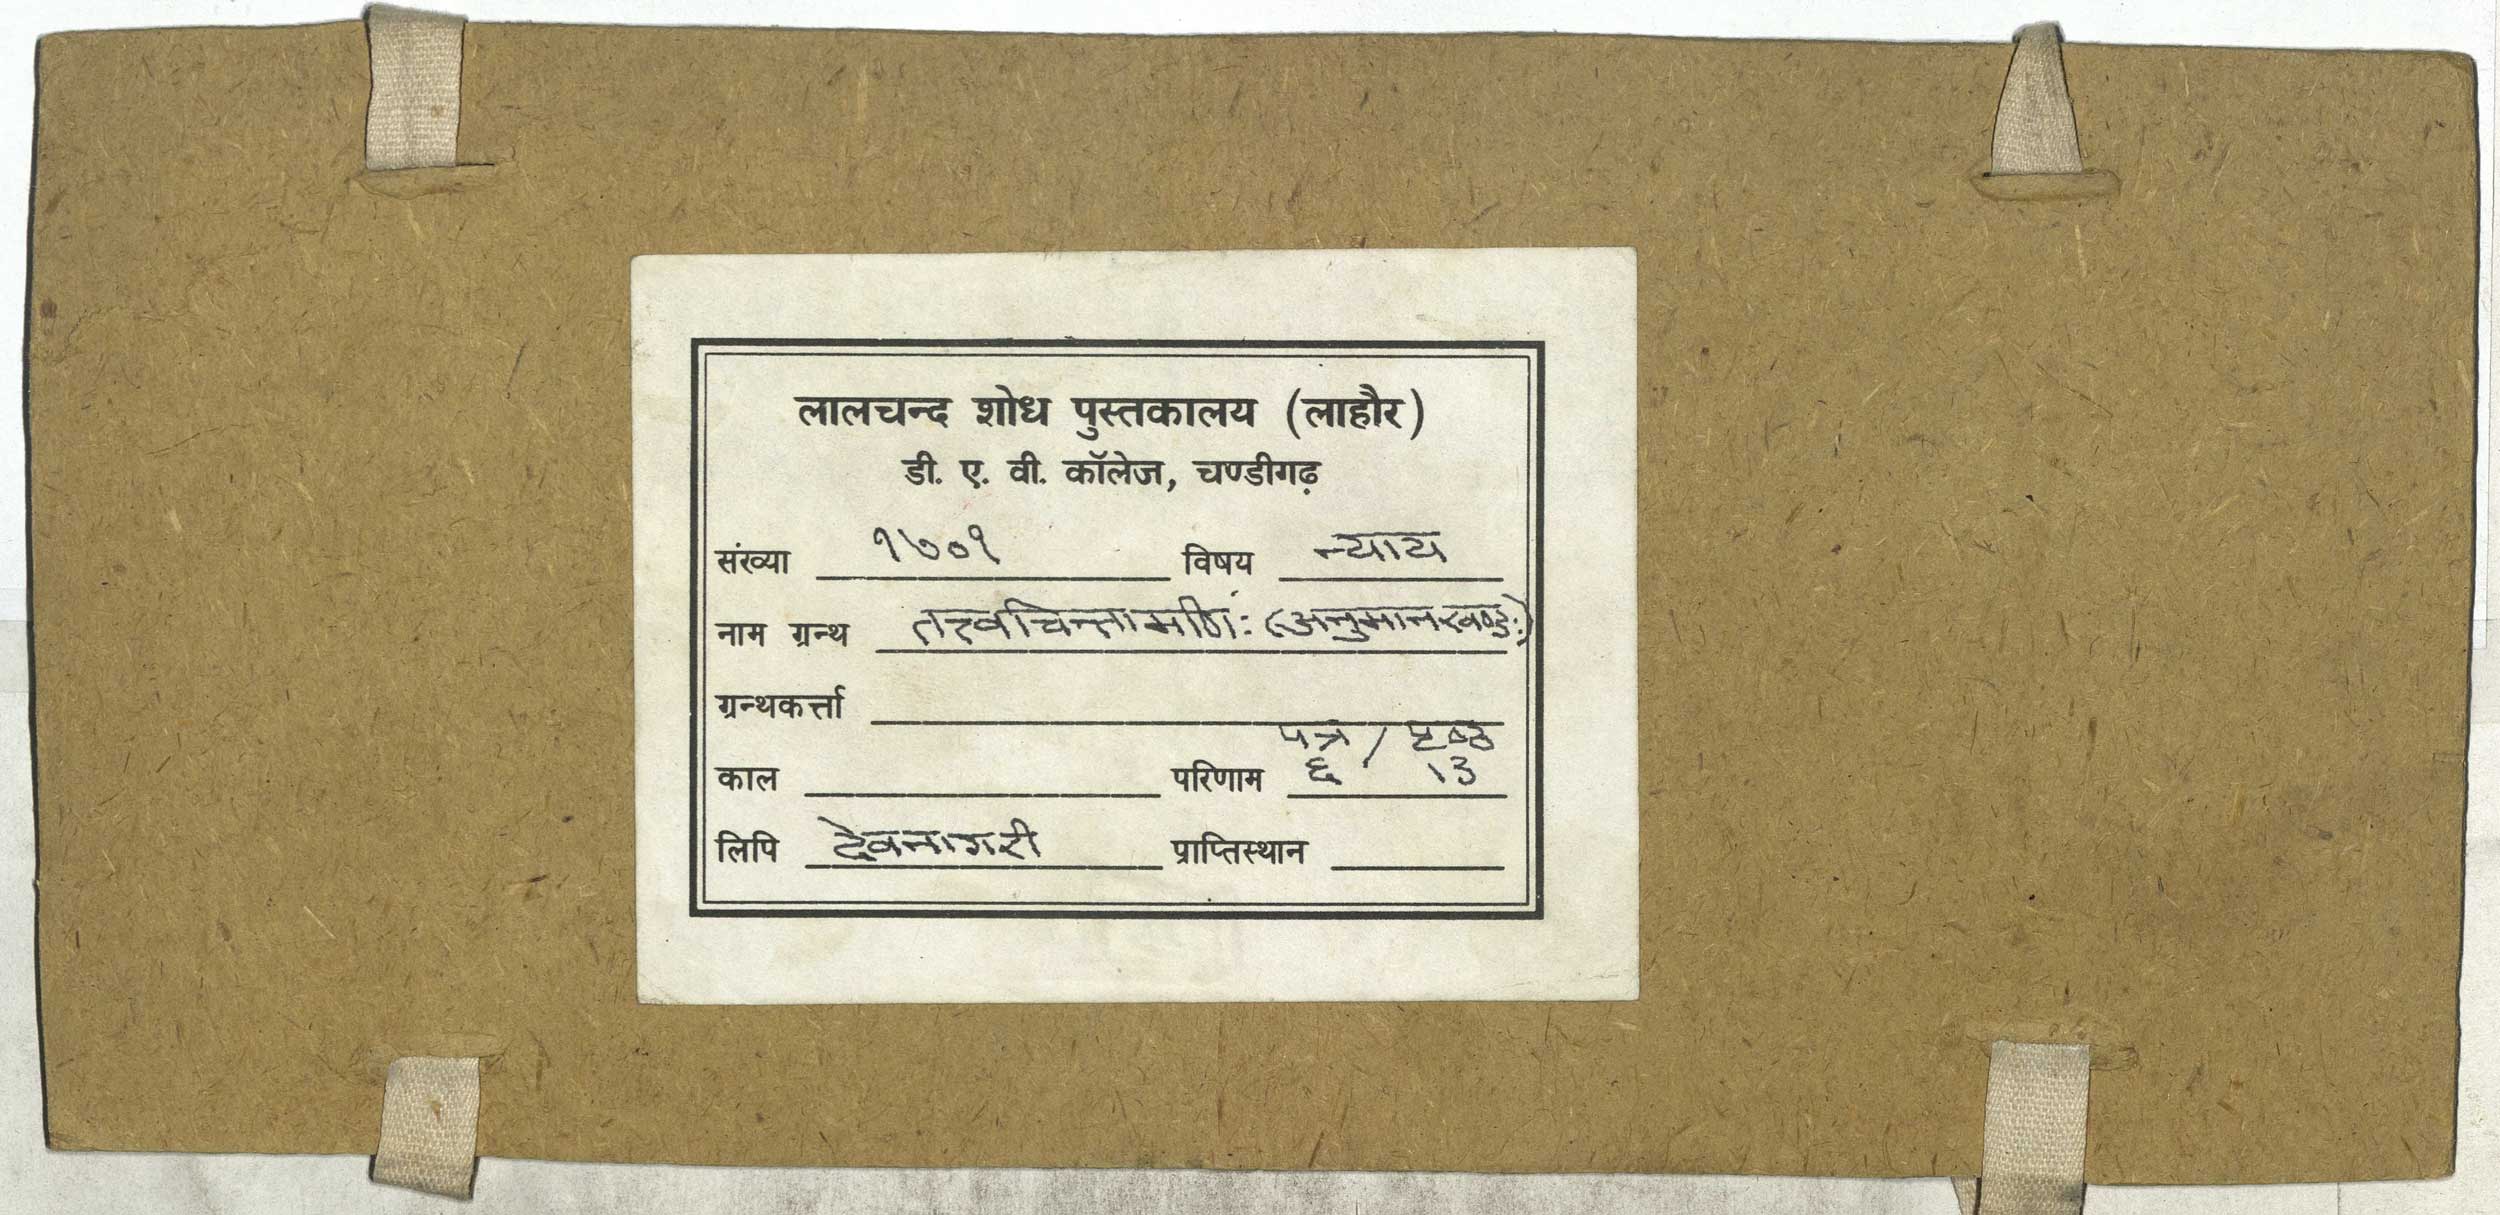 लालचन्द शोध पुस्तकालय (लाहौर)
डी. ए. वी. कॉलेज, चण्डीगढ़
संख्या १७०१ विषय न्याय
नाम ग्रन्थ तत्त्वचिन्तामणिः (अनुमानखण्डः)
ग्रन्थकर्त्ता
पत्र / पृष्ठ
काल परिणाम ६ / 13
लिपि देवनागरी प्राप्तिस्थान